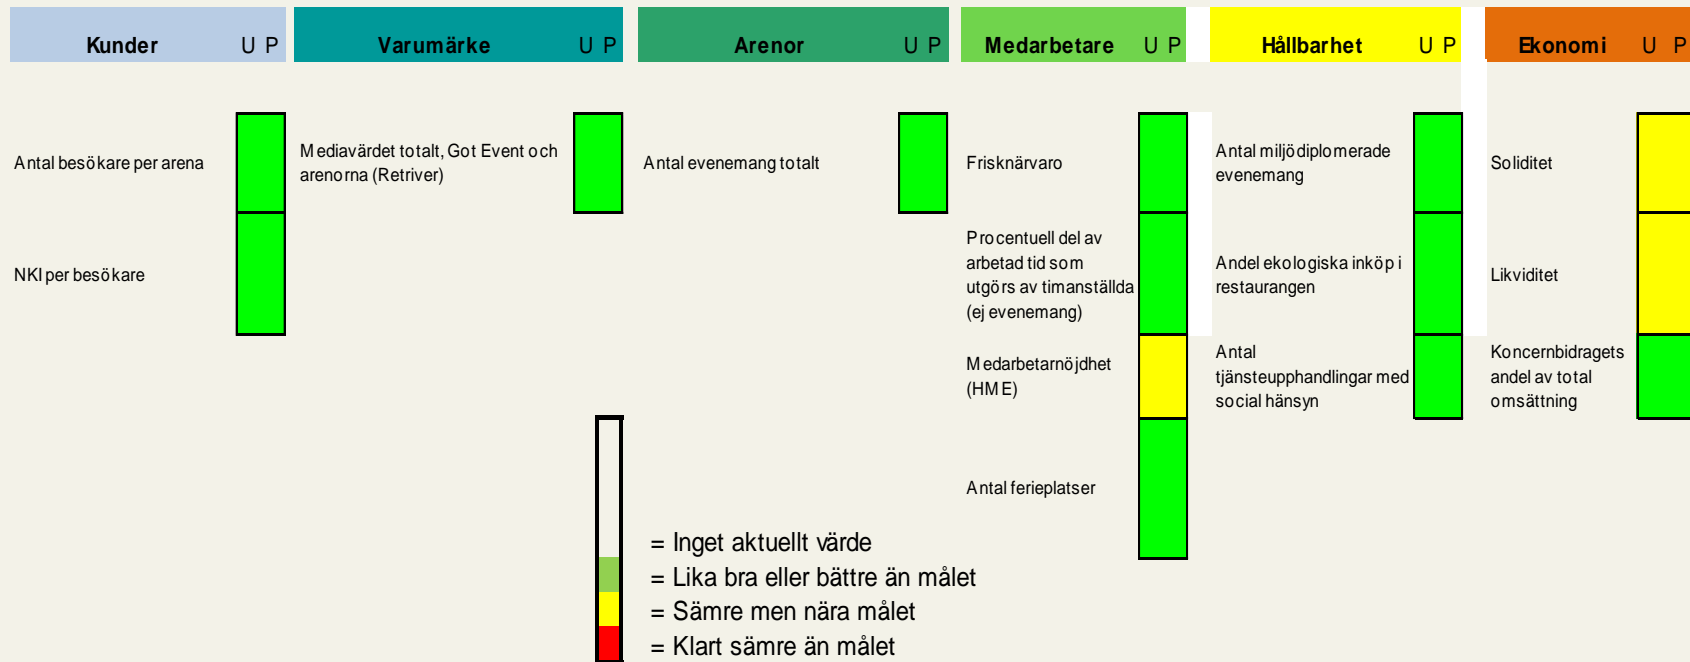 Kunder U P
Varumärke U P
Arenor U P
Medarbetare U P
Hållbarhet U P
Ekonomi U P
Antal besökare per arena
Mediavärdet totalt, Got Event och
arenorna (Retriver)
Antal evenemang totalt
Frisknärvaro
Antal miljödiplomerade
evenemang
Soliditet
NKI per besökare
Procentuell del av
arbetad tid som
utgörs av timanställda
(ej evenemang)
Andel ekologiska inköp i
restaurangen
Likviditet
Medarbetarnöjdhet
(HME)
Antal
tjänsteupphandlingar med
social hänsyn
Koncernbidragets
andel av total
omsättning
Antal ferieplatser
= Inget aktuellt värde
= Lika bra eller bättre än målet
= Sämre men nära målet
= Klart sämre än målet